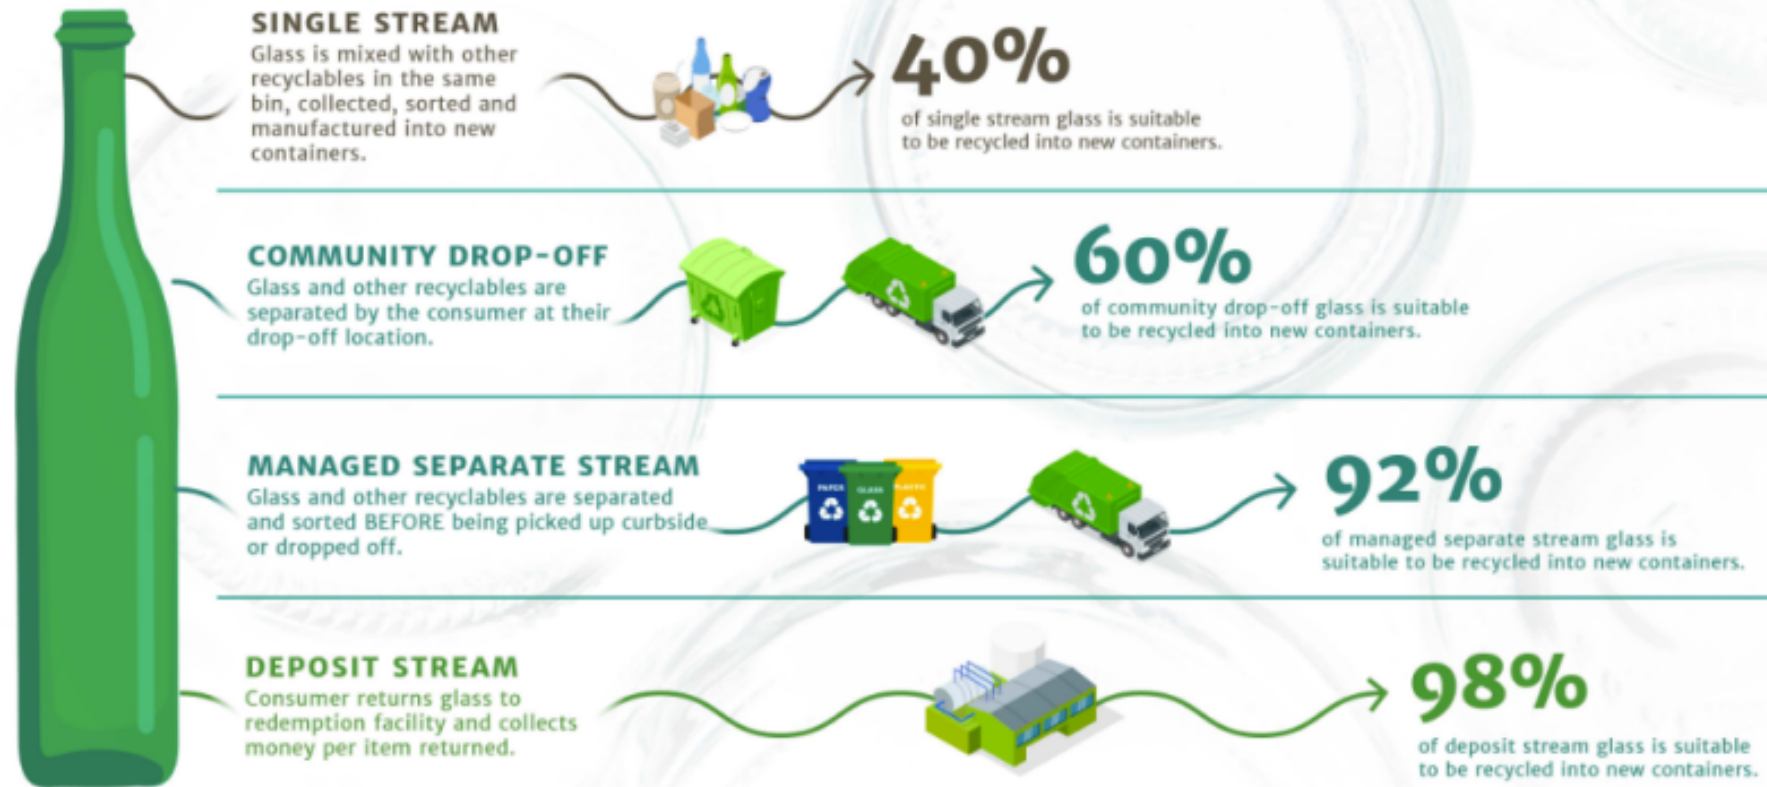 SINGLE STREAM
Glass is mixed with other
recyclables in the same
bin, collected, sorted and
manufactured into new
containers.
40%
of single stream glass is suitable
to be recycled into new containers.
COMMUNITY DROP-OFF
Glass and other recyclables are
separated by the consumer at their
drop-off location.
60%
of community drop-off glass is suitable
to be recycled into new containers.
MANAGED SEPARATE STREAM
Glass and other recyclables are separated
and sorted BEFORE being picked up curbside
or dropped off.
PAPER
GLASS
PLASTIC
92%
of managed separate stream glass is
suitable to be recycled into new containers.
DEPOSIT STREAM
Consumer returns glass to
redemption facility and collects
money per item returned.
98%
of deposit stream glass is suitable
to be recycled into new containers.